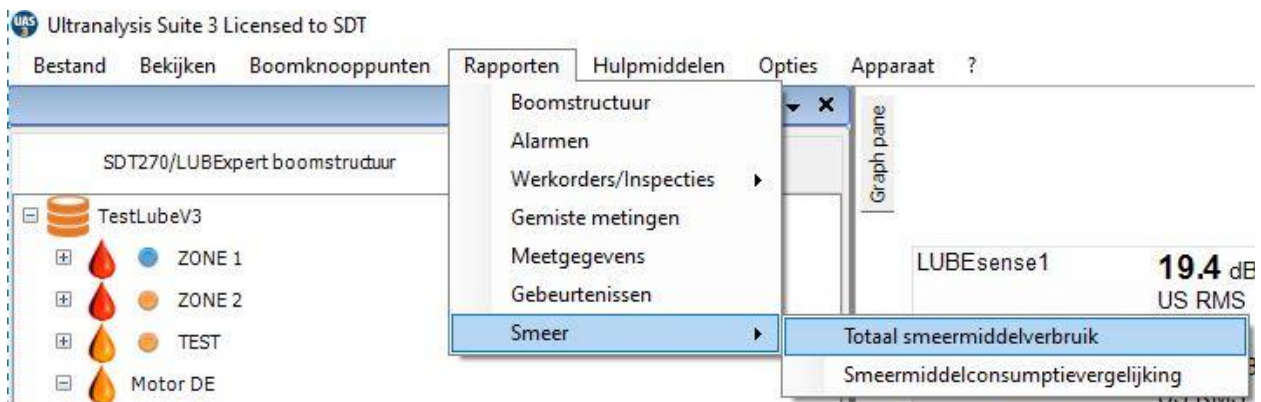 UAS 3 Ultranalysis Suite 3 Licensed to SDT
Bestand Bekijken Boomknooppunten Rapporten Hulpmiddelen Opties Apparaat ?
Boomstructuur
Alarmen
Werkorders/Inspecties
Gemiste metingen
Meetgegevens
Gebeurtenissen
Smeer
Totaal smeermiddelverbruik
Smeermiddelconsumptievergelijking
SDT270/LUBExpert boomstructuur
TestLubeV3
ZONE 1
ZONE 2
TEST
Motor DE
Graph pane
LUBEsense1 19.4 dB
US RMS